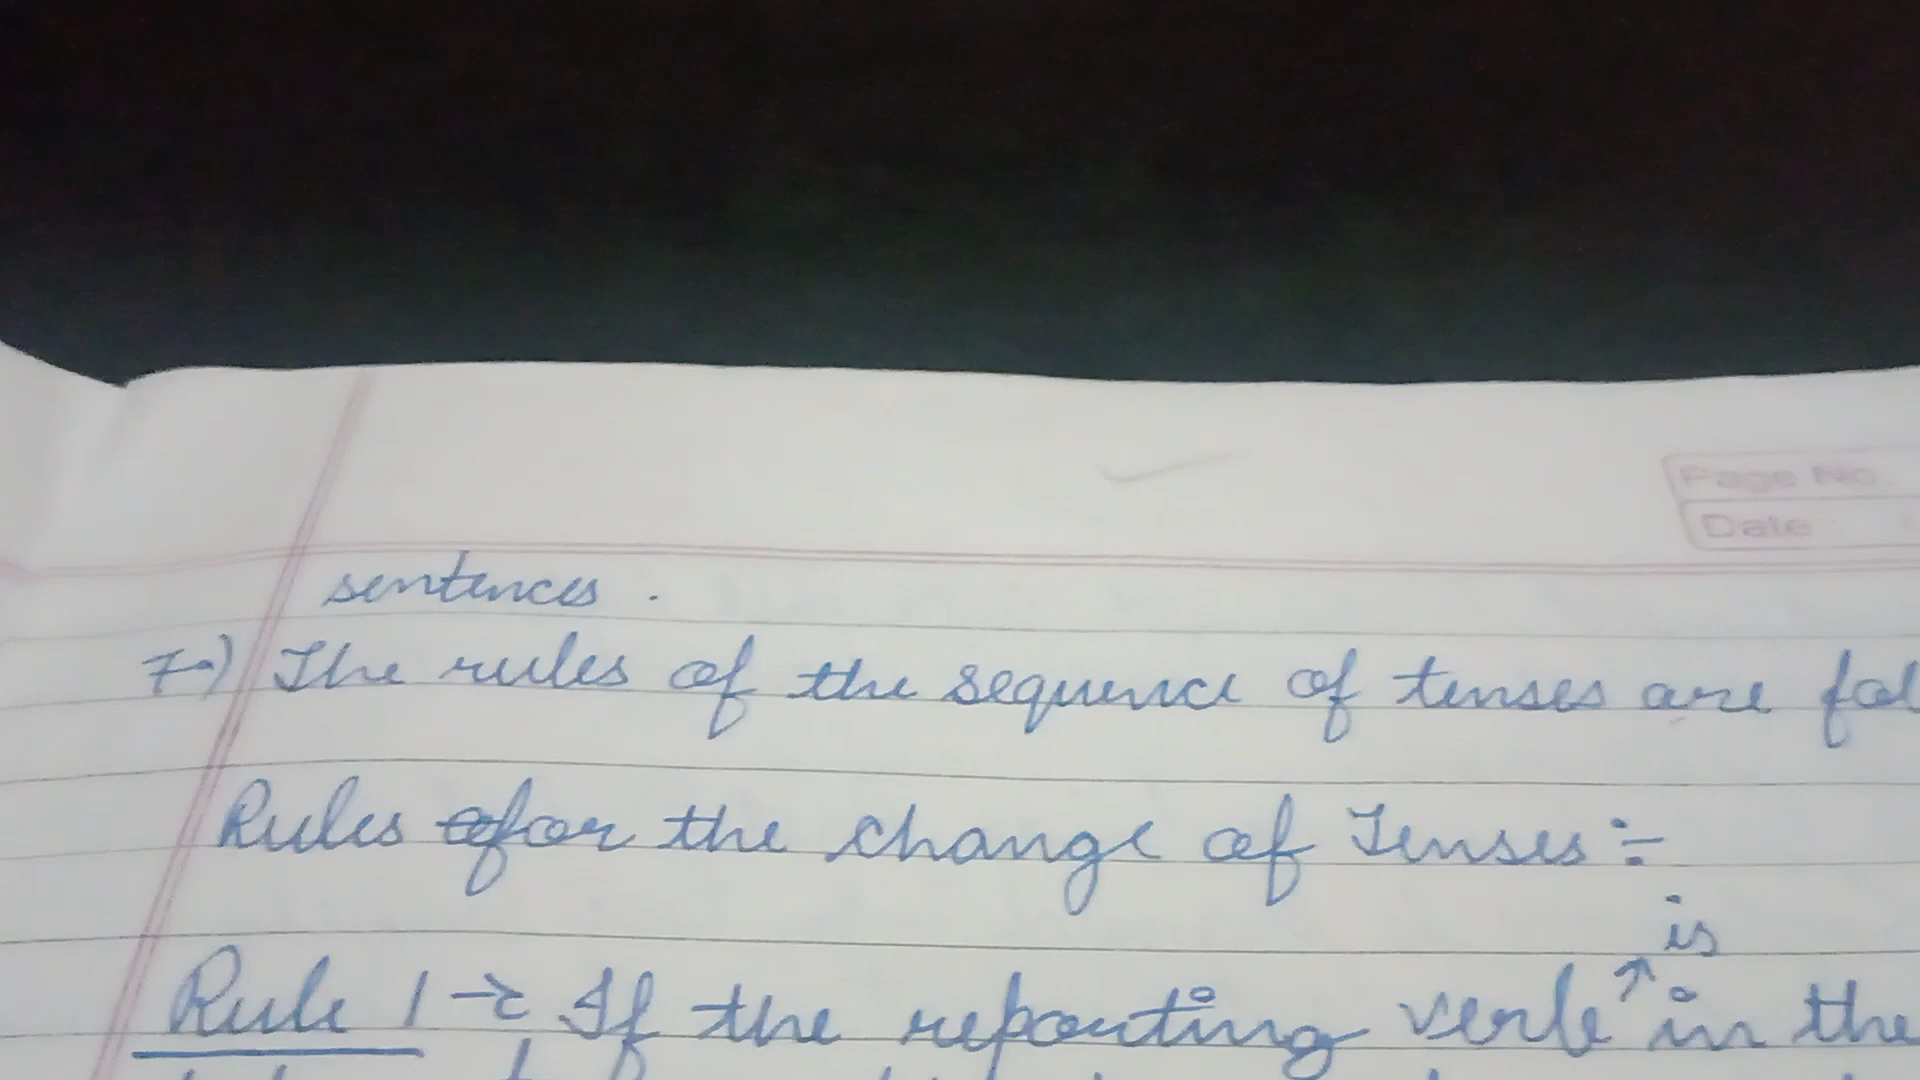 Page No.
Date
sentences.
7.) The rules of the sequence of tenses are fol
Rules for the change of Tenses :-
is
Rule 1 → If the reporting verb in the